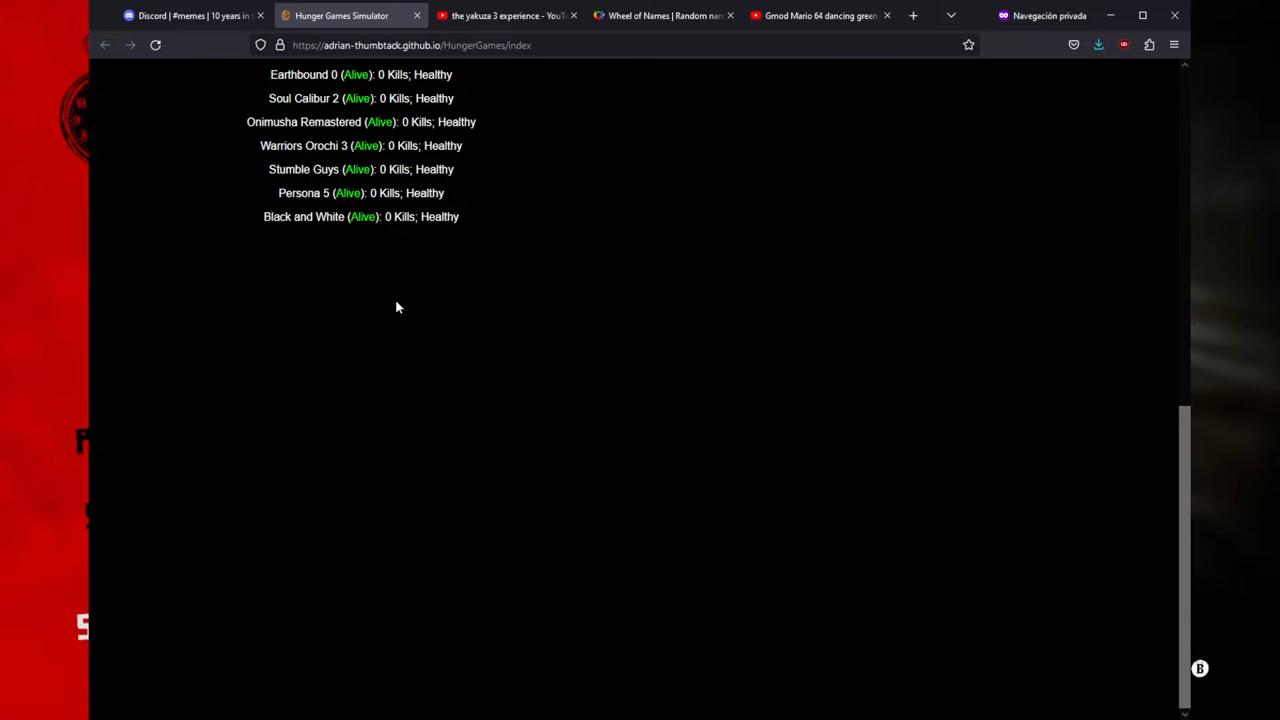 Discord | #memes | 10 years in t
Hunger Games Simulator
the yakuza 3 experience - YouT
Wheel of Names | Random nam
Gmod Mario 64 dancing green
Navegación privada
https://adrian-thumbtack.github.io/HungerGames/index
Earthbound 0 (Alive): 0 Kills; Healthy
Soul Calibur 2 (Alive): 0 Kills; Healthy
Onimusha Remastered (Alive): 0 Kills; Healthy
Warriors Orochi 3 (Alive): 0 Kills; Healthy
Stumble Guys (Alive): 0 Kills; Healthy
Persona 5 (Alive): 0 Kills; Healthy
Black and White (Alive): 0 Kills; Healthy
B